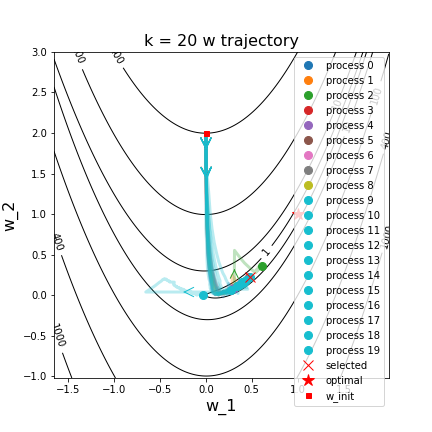 k = 20 w trajectory
w_2
3.0
2.5
2.0
1.5
1.0
0.5
0.0
−0.5
−1.0
−1.5
−1.0
−0.5
0.0
0.5
w_1
400
1000
1
process 0
process 1
process 2
process 3
process 4
process 5
process 6
process 7
process 8
process 9
process 10
process 11
process 12
process 13
process 14
process 15
process 16
process 17
process 18
process 19
selected
optimal
w_init